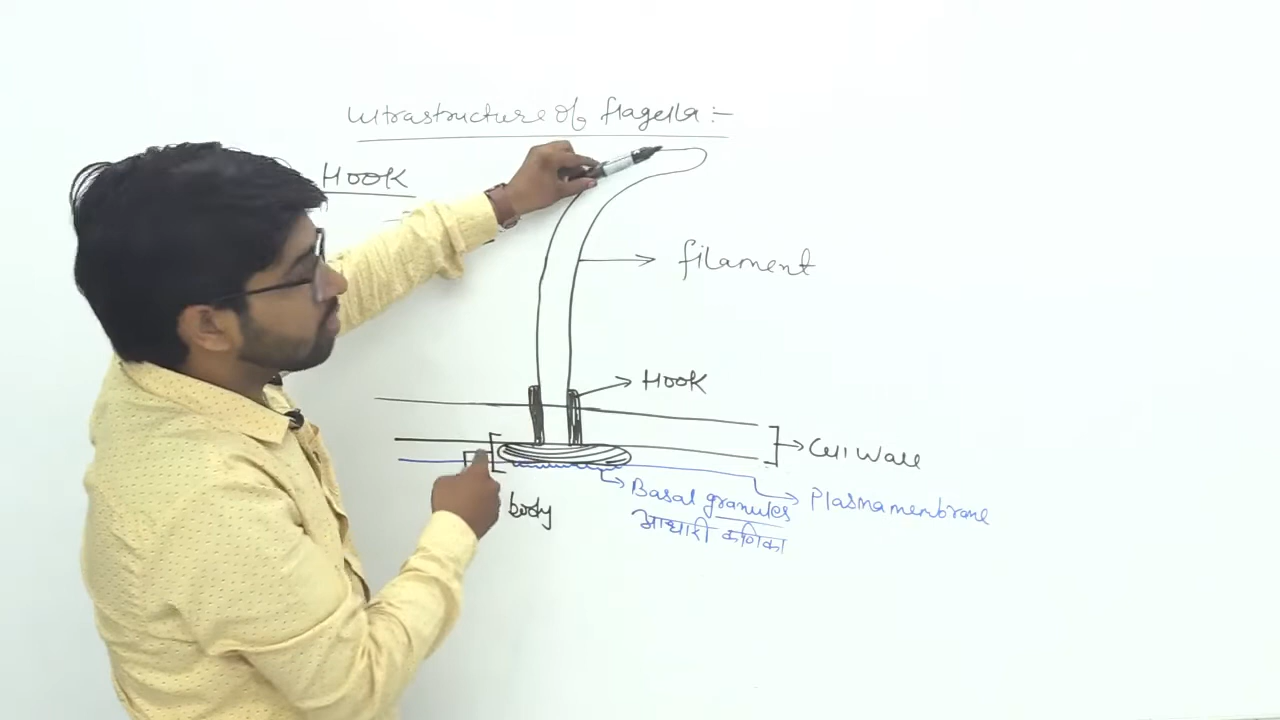 Ultrastructure of flagella :-
HOOK
filament
HOOK
Cell Wall
Basal granules
Plasmamembrane
body
आधारी कणिका